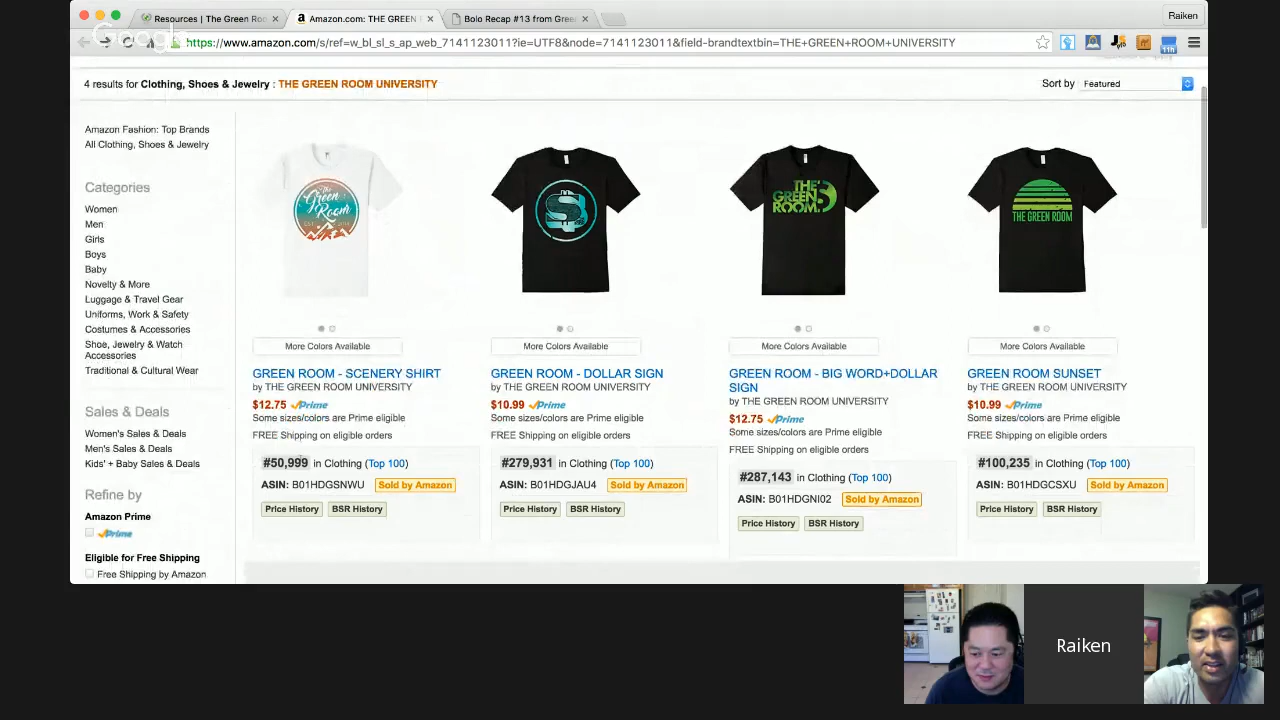 Resources | The Green Ro
Amazon.com: THE GREEN
Bolo Recap #13 from Gree
Raiken
Google
https://www.amazon.com/s/ref=w_bl_sl_s_ap_web_7141123011?ie=UTF8&node=7141123011&field-brandtextbin=THE+GREEN+ROOM+UNIVERSITY
11h
4 results for Clothing, Shoes & Jewelry : THE GREEN ROOM UNIVERSITY
Sort by Featured
Amazon Fashion: Top Brands
All Clothing, Shoes & Jewelry
Categories
Women
Men
Girls
Boys
Baby
Novelty & More
Luggage & Travel Gear
Uniforms, Work & Safety
Costumes & Accessories
Shoe, Jewelry & Watch
Accessories
Traditional & Cultural Wear
Sales & Deals
Women's Sales & Deals
Men's Sales & Deals
Kids' + Baby Sales & Deals
Refine by
Amazon Prime
Prime
Eligible for Free Shipping
Free Shipping by Amazon
The
Green
Room
More Colors Available
GREEN ROOM - SCENERY SHIRT
by THE GREEN ROOM UNIVERSITY
$12.75 Prime
Some sizes/colors are Prime eligible
FREE Shipping on eligible orders
#50,999 in Clothing (Top 100)
ASIN: B01HDGSNWU Sold by Amazon
Price History BSR History
More Colors Available
GREEN ROOM - DOLLAR SIGN
by THE GREEN ROOM UNIVERSITY
$10.99 Prime
Some sizes/colors are Prime eligible
FREE Shipping on eligible orders
#279,931 in Clothing (Top 100)
ASIN: B01HDGJAU4 Sold by Amazon
Price History BSR History
THE
GREEN
ROOM
More Colors Available
GREEN ROOM - BIG WORD+DOLLAR
SIGN
by THE GREEN ROOM UNIVERSITY
$12.75 Prime
Some sizes/colors are Prime eligible
FREE Shipping on eligible orders
#287,143 in Clothing (Top 100)
ASIN: B01HDGNI02 Sold by Amazon
Price History BSR History
THE GREEN ROOM
More Colors Available
GREEN ROOM SUNSET
by THE GREEN ROOM UNIVERSITY
$10.99 Prime
Some sizes/colors are Prime eligible
FREE Shipping on eligible orders
#100,235 in Clothing (Top 100)
ASIN: B01HDGCSXU Sold by Amazon
Price History BSR History
Raiken